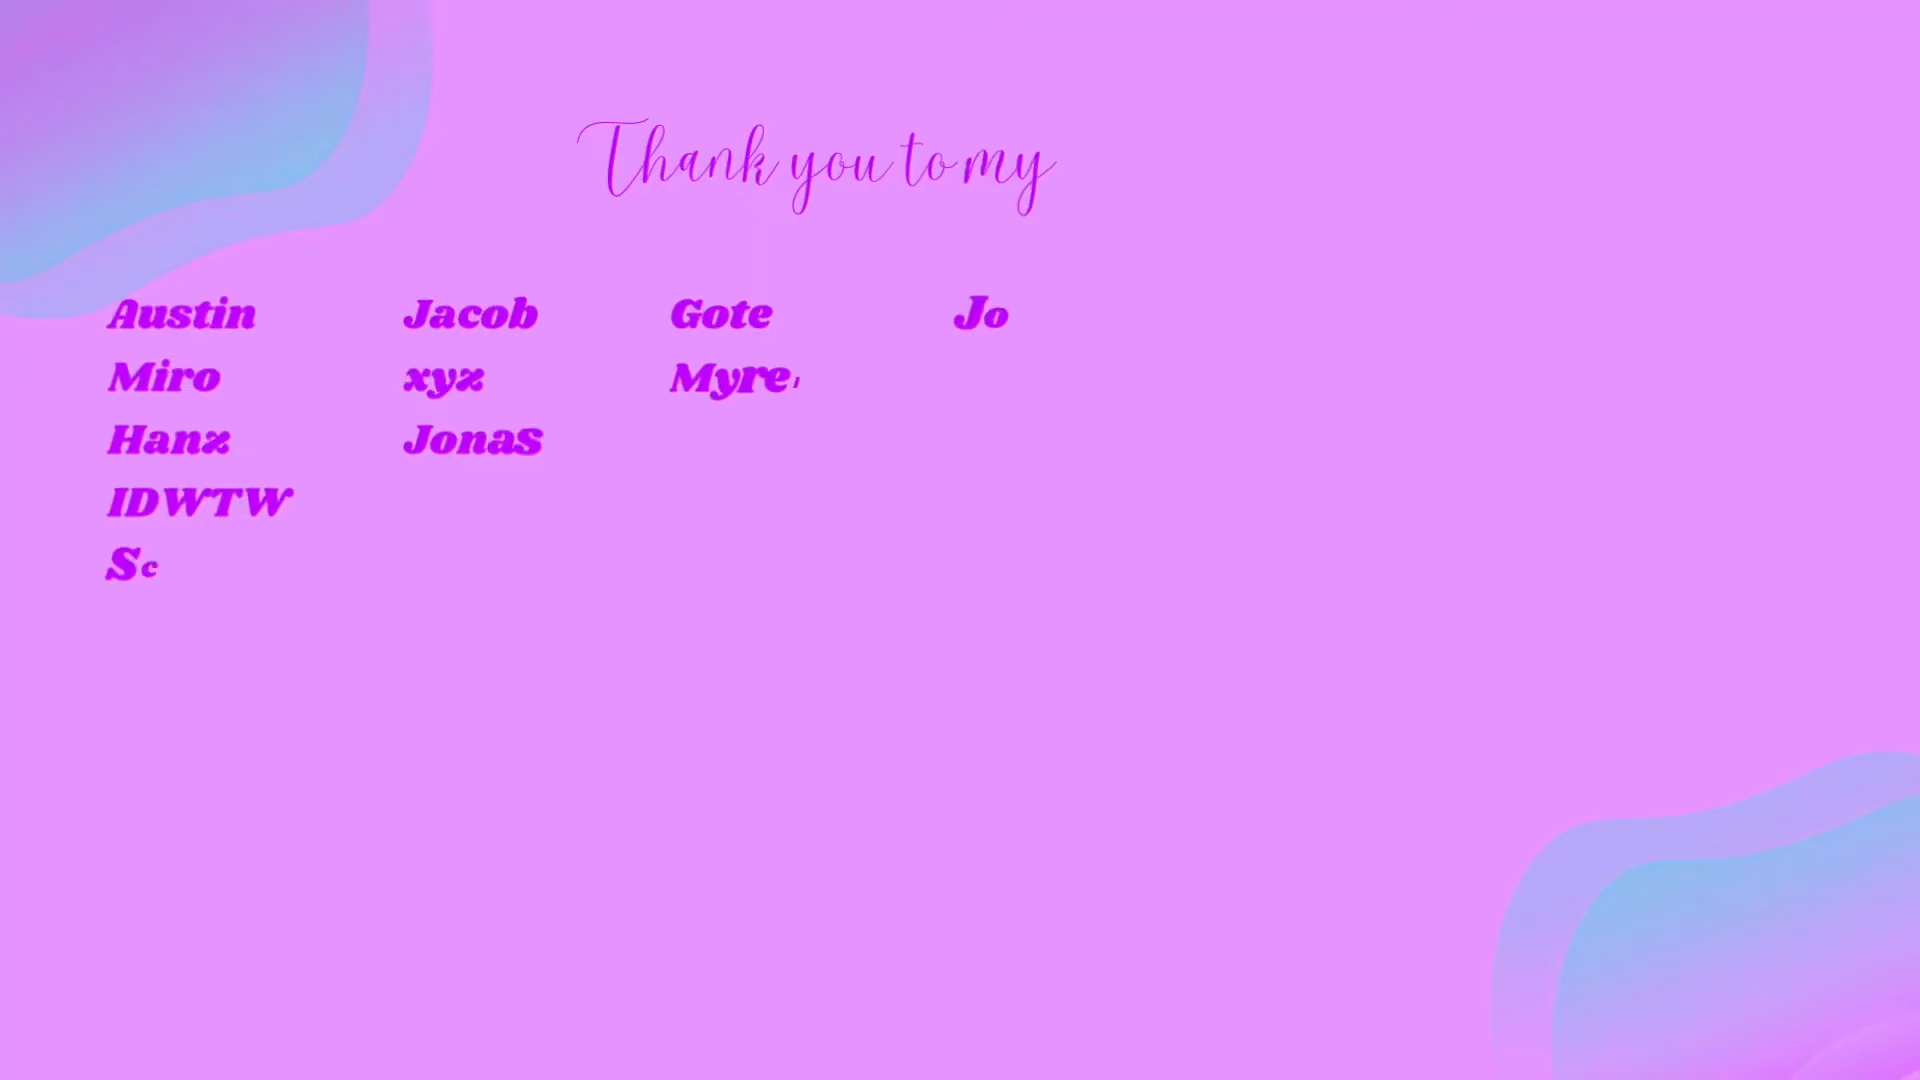 Thank you to my
Austin
Miro
Hanz
IDWTW
Sc
Jacob
xyz
Jonas
Gote
Myre
Jo